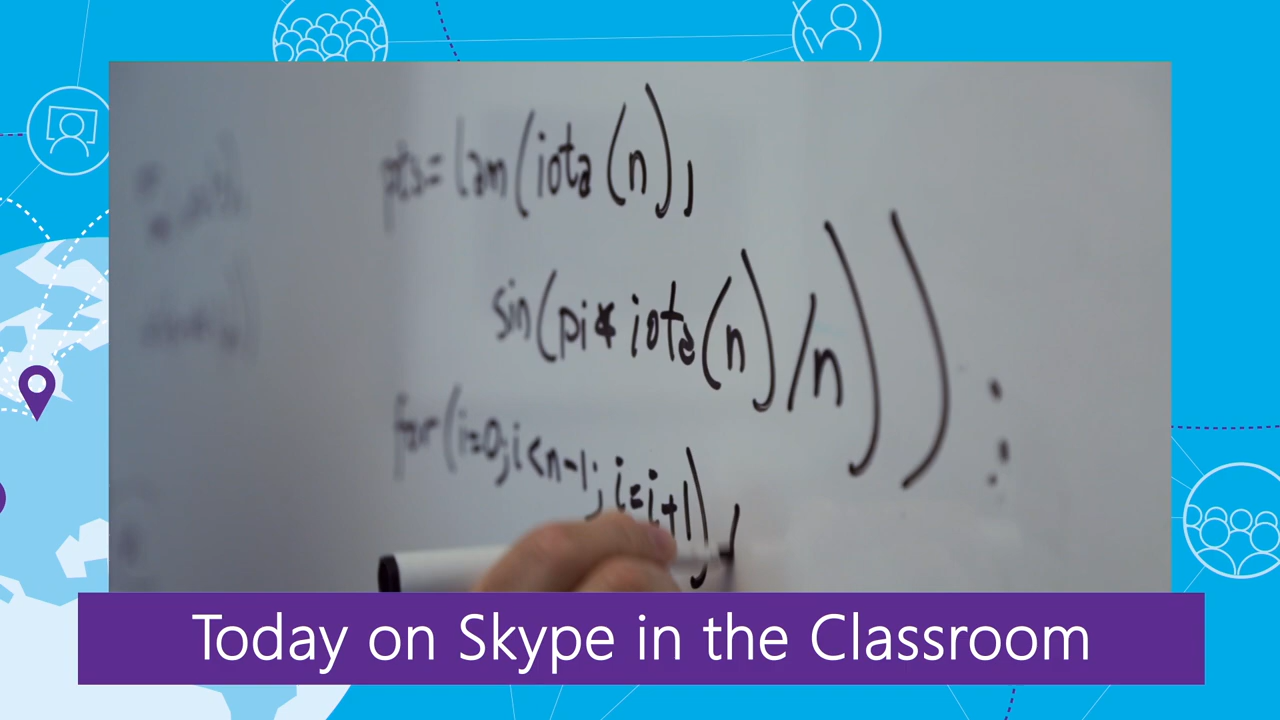 pts=lam(iota(n),
sin(pi*iota(n)/n));
for(i=0;i<n-1;i=i+1)
Today on Skype in the Classroom